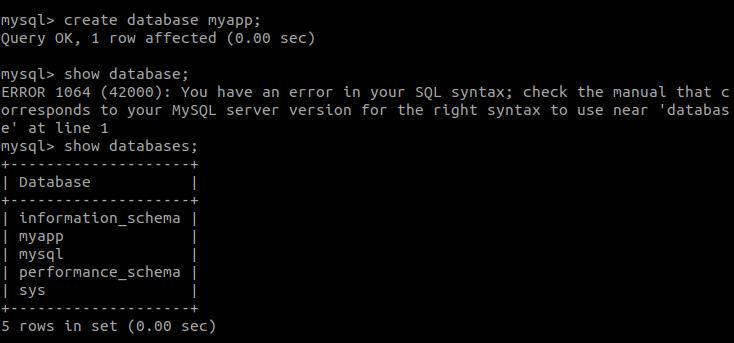 mysql> create database myapp;
Query OK, 1 row affected (0.00 sec)
mysql> show database;
ERROR 1064 (42000): You have an error in your SQL syntax; check the manual that c
orresponds to your MySQL server version for the right syntax to use near 'databas
e' at line 1
mysql> show databases;
+--------------------+
| Database           |
+--------------------+
| information_schema |
| myapp              |
| mysql              |
| performance_schema |
| sys                |
+--------------------+
5 rows in set (0.00 sec)